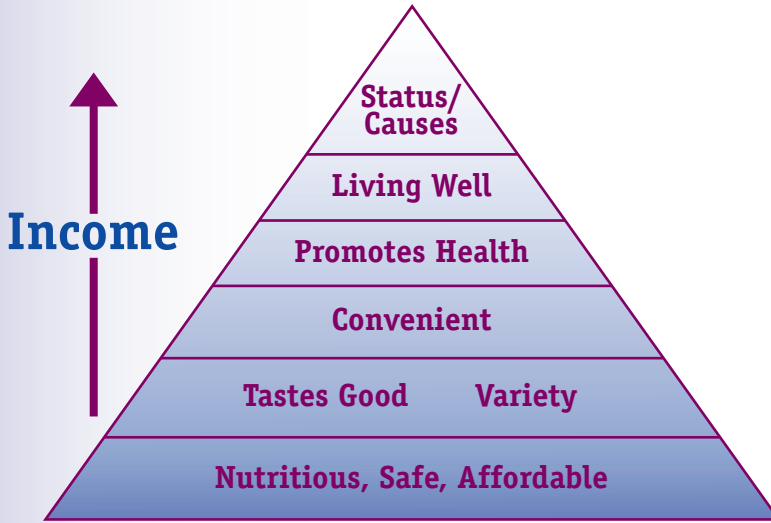 Status/
Causes
Living Well
Income
Promotes Health
Convenient
Tastes Good Variety
Nutritious, Safe, Affordable